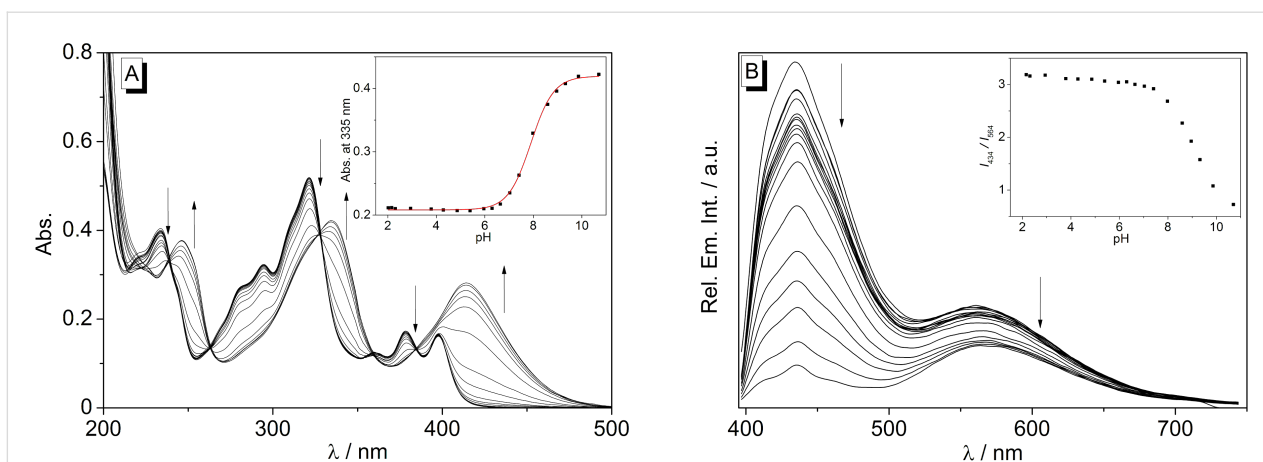 A
Abs.
0.8
0.6
0.4
0.2
0
200
300
400
500
λ / nm
Abs. at 335 nm
0.4
0.3
0.2
2
4
6
8
10
pH
B
Rel. Em. Int. / a.u.
400
500
600
700
λ / nm
I434 / I564
3
2
1
2
4
6
8
10
pH